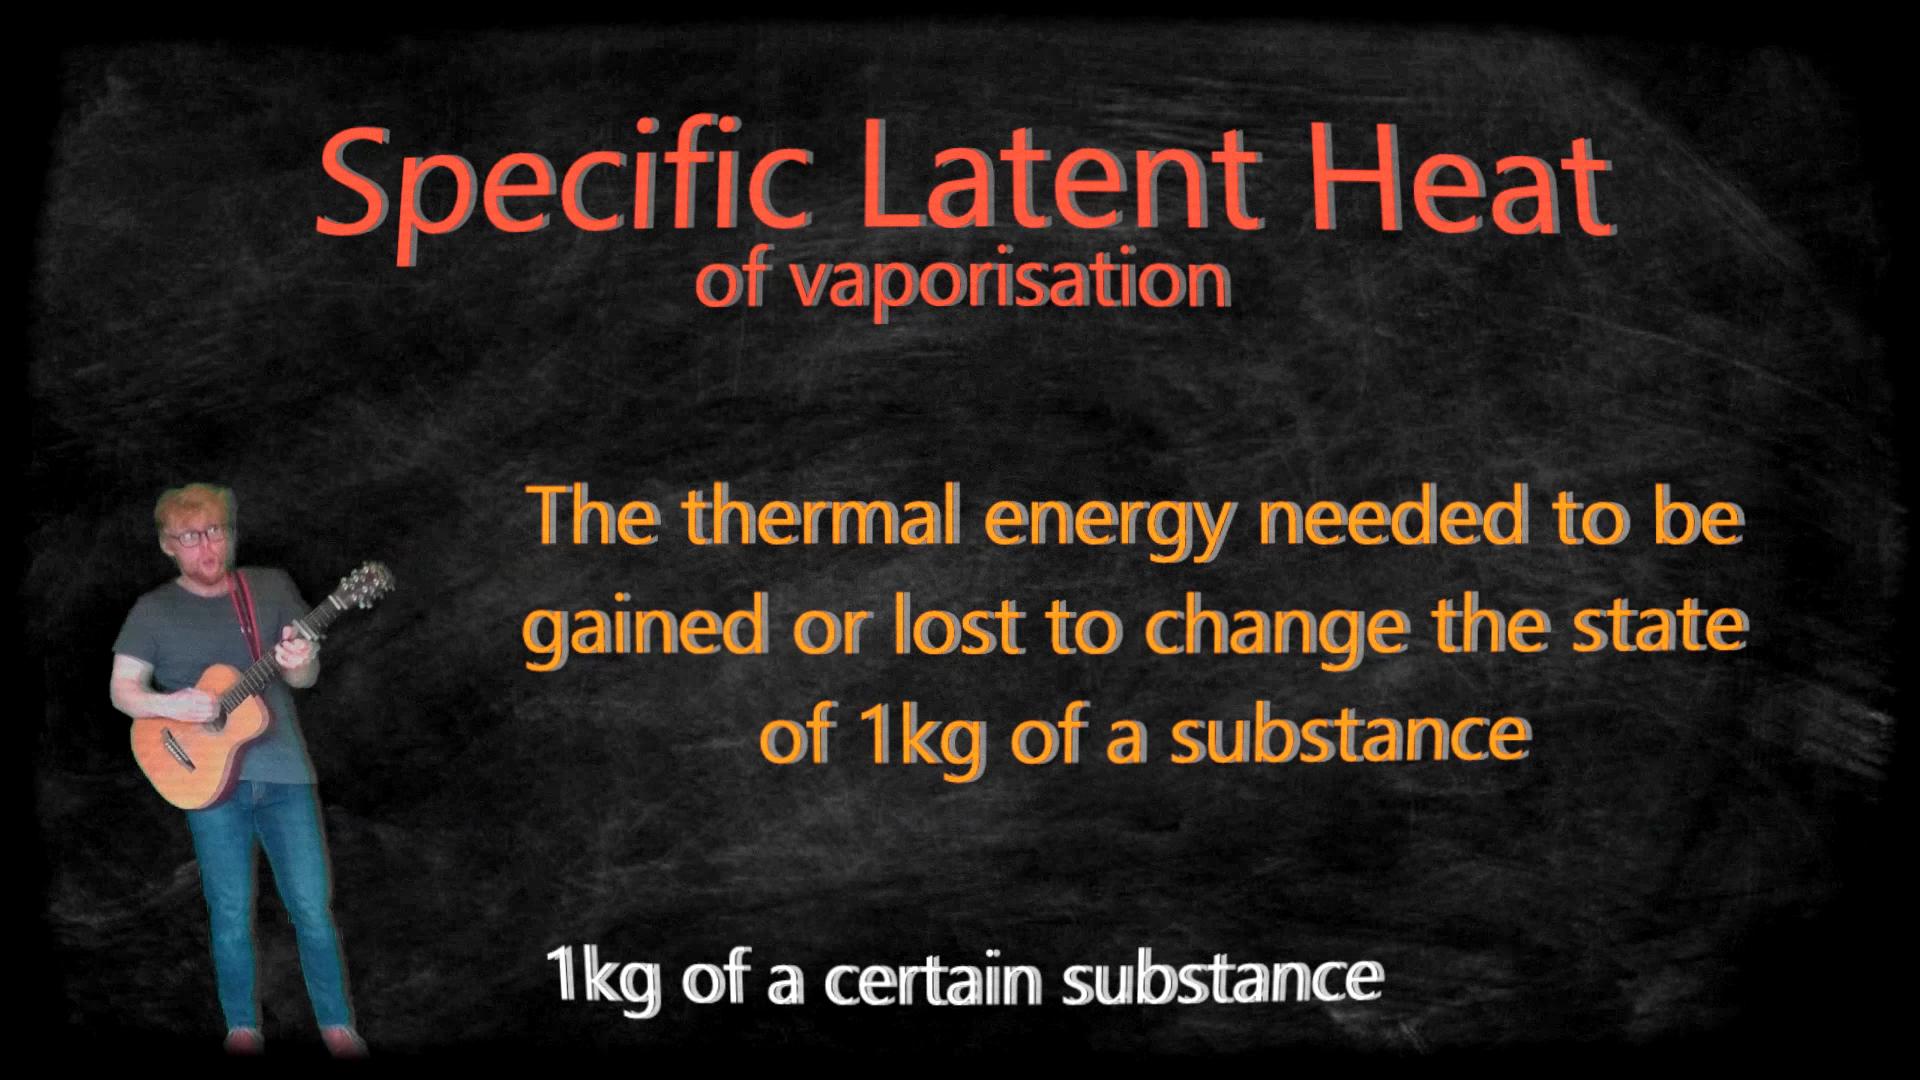 Specific Latent Heat
of vaporisation
The thermal energy needed to be
gained or lost to change the state
of 1kg of a substance
1kg of a certain substance